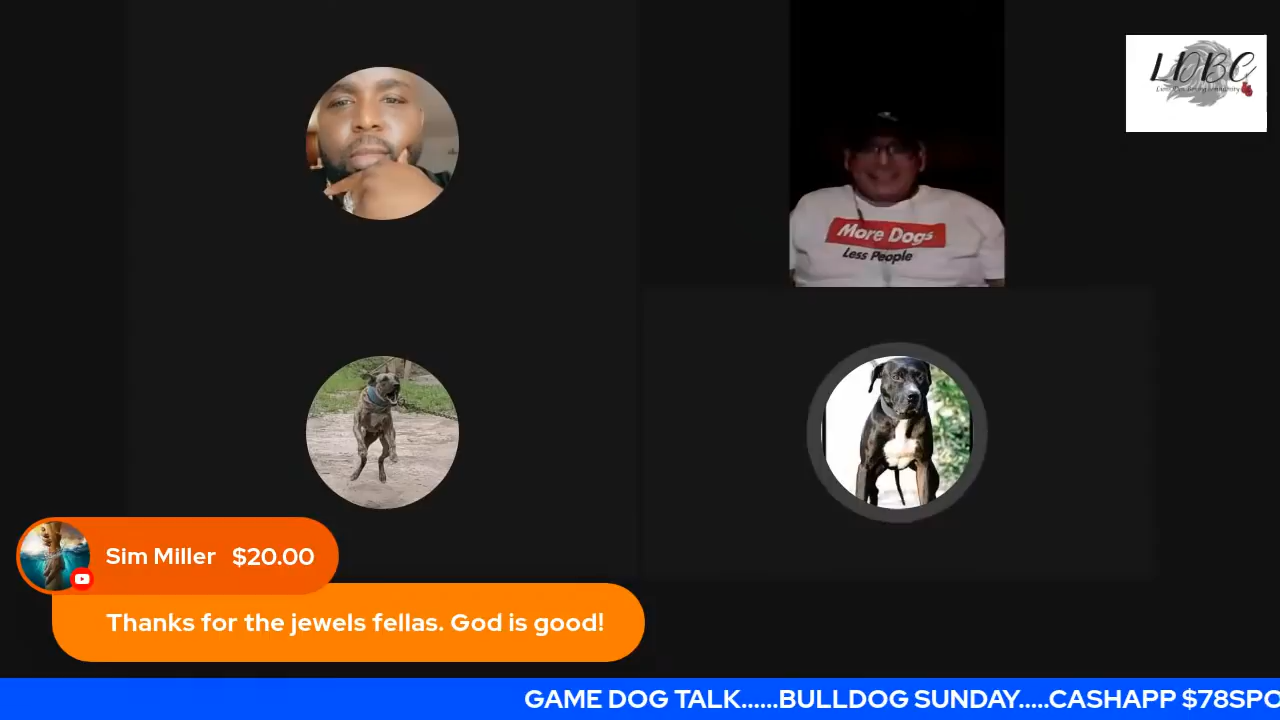 LDBC
More Dogs
Less People
Sim Miller $20.00
Thanks for the jewels fellas. God is good!
GAME DOG TALK......BULLDOG SUNDAY.....CASHAPP $78SPO